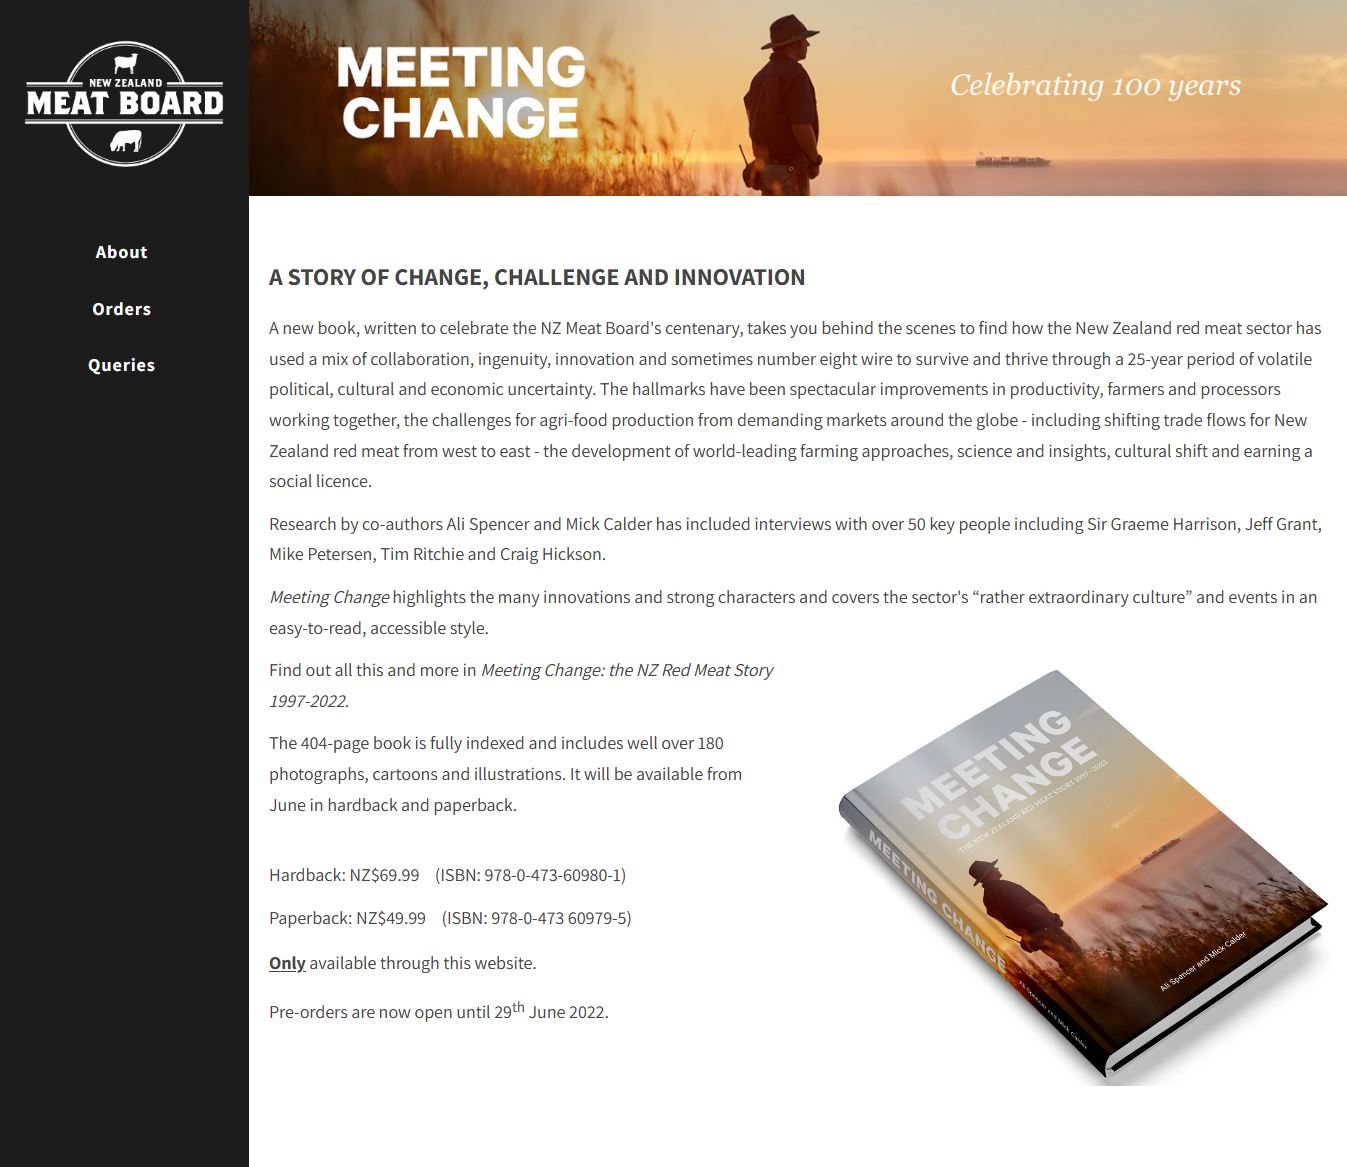 NEW ZEALAND
MEAT BOARD
About
Orders
Queries
MEETING
CHANGE
Celebrating 100 years
A STORY OF CHANGE, CHALLENGE AND INNOVATION
A new book, written to celebrate the NZ Meat Board's centenary, takes you behind the scenes to find how the New Zealand red meat sector has
used a mix of collaboration, ingenuity, innovation and sometimes number eight wire to survive and thrive through a 25-year period of volatile
political, cultural and economic uncertainty. The hallmarks have been spectacular improvements in productivity, farmers and processors
working together, the challenges for agri-food production from demanding markets around the globe - including shifting trade flows for New
Zealand red meat from west to east - the development of world-leading farming approaches, science and insights, cultural shift and earning a
social licence.
Research by co-authors Ali Spencer and Mick Calder has included interviews with over 50 key people including Sir Graeme Harrison, Jeff Grant,
Mike Petersen, Tim Ritchie and Craig Hickson.
Meeting Change highlights the many innovations and strong characters and covers the sector's “rather extraordinary culture” and events in an
easy-to-read, accessible style.
Find out all this and more in Meeting Change: the NZ Red Meat Story
1997-2022.
The 404-page book is fully indexed and includes well over 180
photographs, cartoons and illustrations. It will be available from
June in hardback and paperback.
Hardback: NZ$69.99 (ISBN: 978-0-473-60980-1)
Paperback: NZ$49.99 (ISBN: 978-0-473 60979-5)
Only available through this website.
Pre-orders are now open until 29th June 2022.
MEETING
CHANGE
THE NEW ZEALAND RED MEAT STORY 1997-2022
Ali Spencer and Mick Calder
MEETING CHANGE
Ali Spencer and Mick Calder